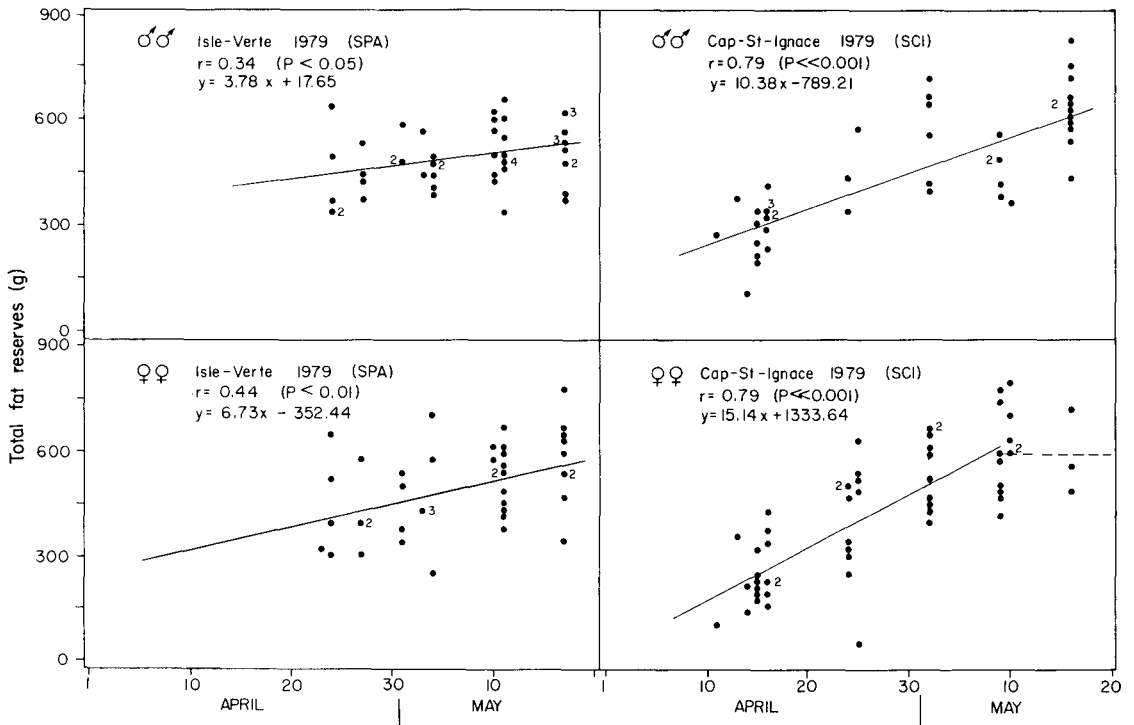 900
600
300
0
♂♂ Isle-Verte 1979 (SPA)
r = 0.34 (P < 0.05)
y = 3.78 x + 17.65
2
2
2
4
3
3
2
♂♂ Cap-St-Ignace 1979 (SCI)
r = 0.79 (P<<0.001)
y = 10.38x − 789.21
3
2
2
2
Total fat reserves (g)
900
600
300
0
♀♀ Isle-Verte 1979 (SPA)
r = 0.44 (P < 0.01)
y = 6.73x − 352.44
2
3
2
2
♀♀ Cap-St-Ignace 1979 (SCI)
r = 0.79 (P<<0.001)
y = 15.14x + 1333.64
2
2
2
2
1 20 30 10 1 10 20 30 10 20
APRIL MAY APRIL MAY